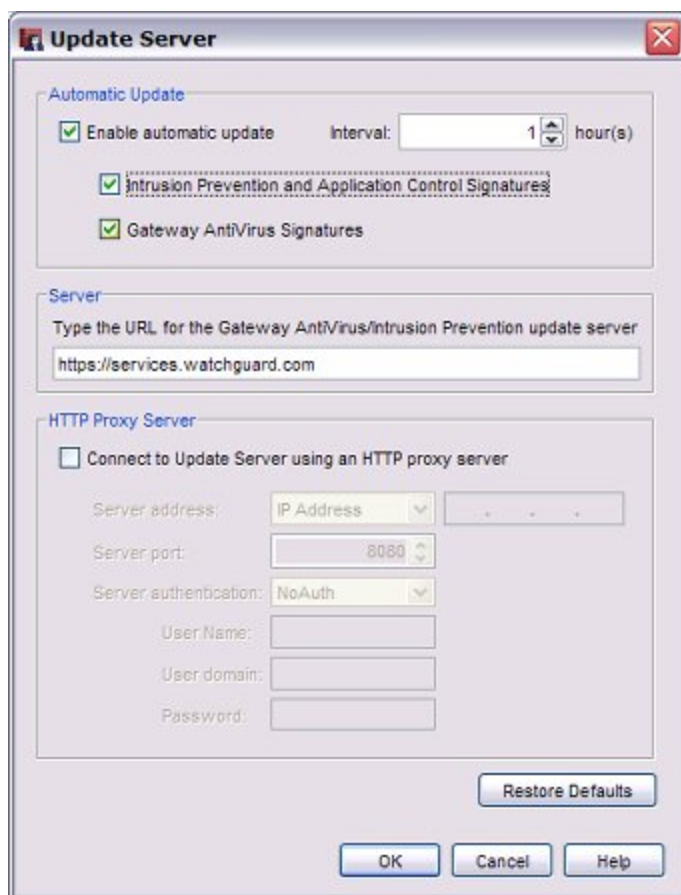 Update Server
Automatic Update
Enable automatic update Interval: 1 hour(s)
Intrusion Prevention and Application Control Signatures
Gateway AntiVirus Signatures
Server
Type the URL for the Gateway AntiVirus/Intrusion Prevention update server
https://services.watchguard.com
HTTP Proxy Server
Connect to Update Server using an HTTP proxy server
Server address: IP Address . . .
Server port: 8080
Server authentication: NoAuth
User Name:
User domain:
Password:
Restore Defaults
OK Cancel Help